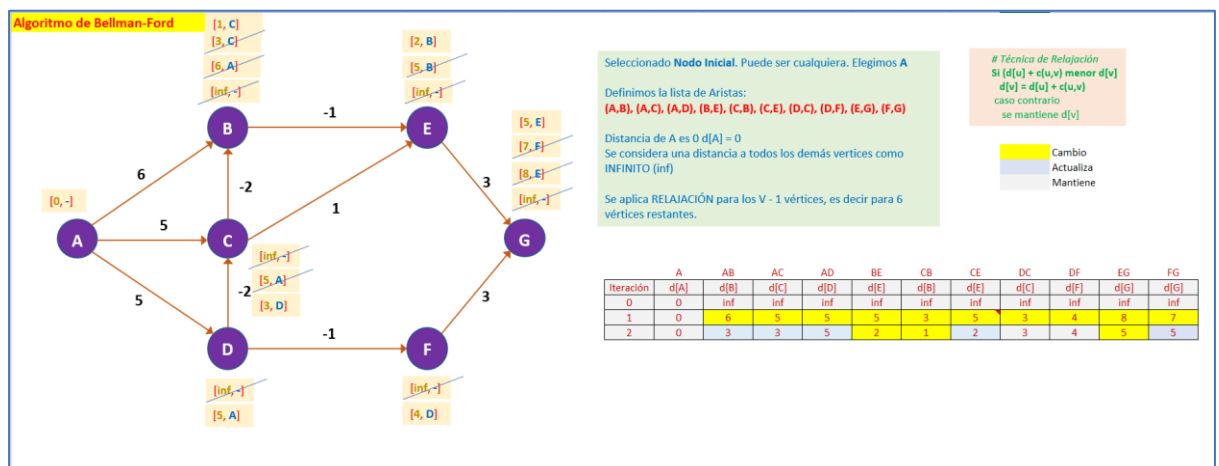 Algoritmo de Bellman-Ford
[1, C]
[3, C]
[6, A]
[inf, -]
[2, B]
[5, B]
[inf, -]
B
-1
E
[5, E]
[7, F]
[8, E]
[inf, -]
6
-2
1
3
[0, -]
A
5
C
G
[inf, -]
[5, A]
[3, D]
5
-2
3
D
-1
F
[inf, -]
[5, A]
[inf, -]
[4, D]
Seleccionado Nodo Inicial. Puede ser cualquiera. Elegimos A
Definimos la lista de Aristas:
(A,B), (A,C), (A,D), (B,E), (C,B), (C,E), (D,C), (D,F), (E,G), (F,G)
Distancia de A es 0 d[A] = 0
Se considera una distancia a todos los demás vertices como
INFINITO (inf)
Se aplica RELAJACIÓN para los V - 1 vértices, es decir para 6
vértices restantes.
# Técnica de Relajación
Si (d[u] + c(u,v) menor d[v]
d[v] = d[u] + c(u,v)
caso contrario
se mantiene d[v]
Cambio
Actualiza
Mantiene
A AB AC AD BE CB CE DC DF EG FG
Iteración d[A] d[B] d[C] d[D] d[E] d[B] d[E] d[C] d[F] d[G] d[G]
0 0 inf inf inf inf inf inf inf inf inf inf
1 0 6 5 5 5 3 5 3 4 8 7
2 0 3 3 5 2 1 2 3 4 5 5